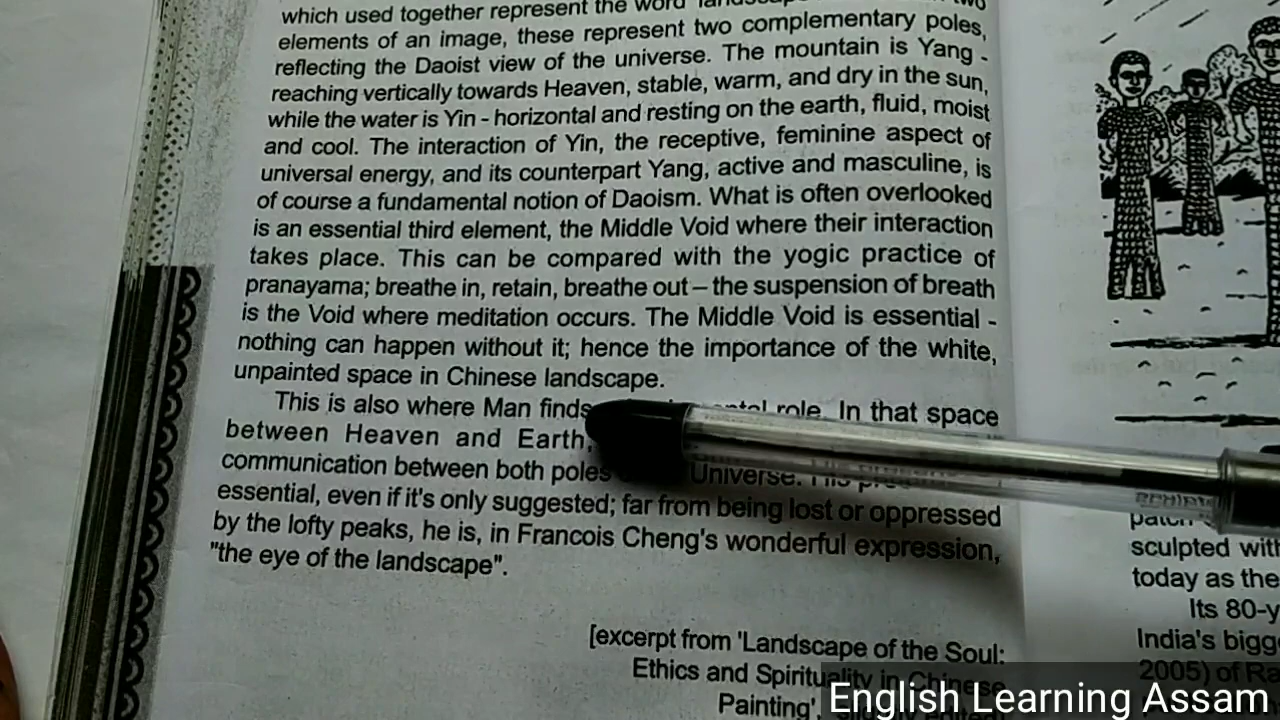 which used together represent the word
elements of an image, these represent two complementary poles,
reflecting the Daoist view of the universe. The mountain is Yang -
reaching vertically towards Heaven, stable, warm, and dry in the sun,
while the water is Yin - horizontal and resting on the earth, fluid, moist
and cool. The interaction of Yin, the receptive, feminine aspect of
universal energy, and its counterpart Yang, active and masculine, is
of course a fundamental notion of Daoism. What is often overlooked
is an essential third element, the Middle Void where their interaction
takes place. This can be compared with the yogic practice of
pranayama; breathe in, retain, breathe out – the suspension of breath
is the Void where meditation occurs. The Middle Void is essential -
nothing can happen without it; hence the importance of the white,
unpainted space in Chinese landscape.
This is also where Man finds role. In that space
between Heaven and Earth,
communication between both poles Universe. His
essential, even if it's only suggested; far from being lost or oppressed
by the lofty peaks, he is, in Francois Cheng's wonderful expression,
"the eye of the landscape".
[excerpt from 'Landscape of the Soul:
Ethics and Spirituality in Chinese
Painting', slightly edited]
sculpted with
today as the
Its 80-y
India's bigg
2005) of Ra
English Learning Assam